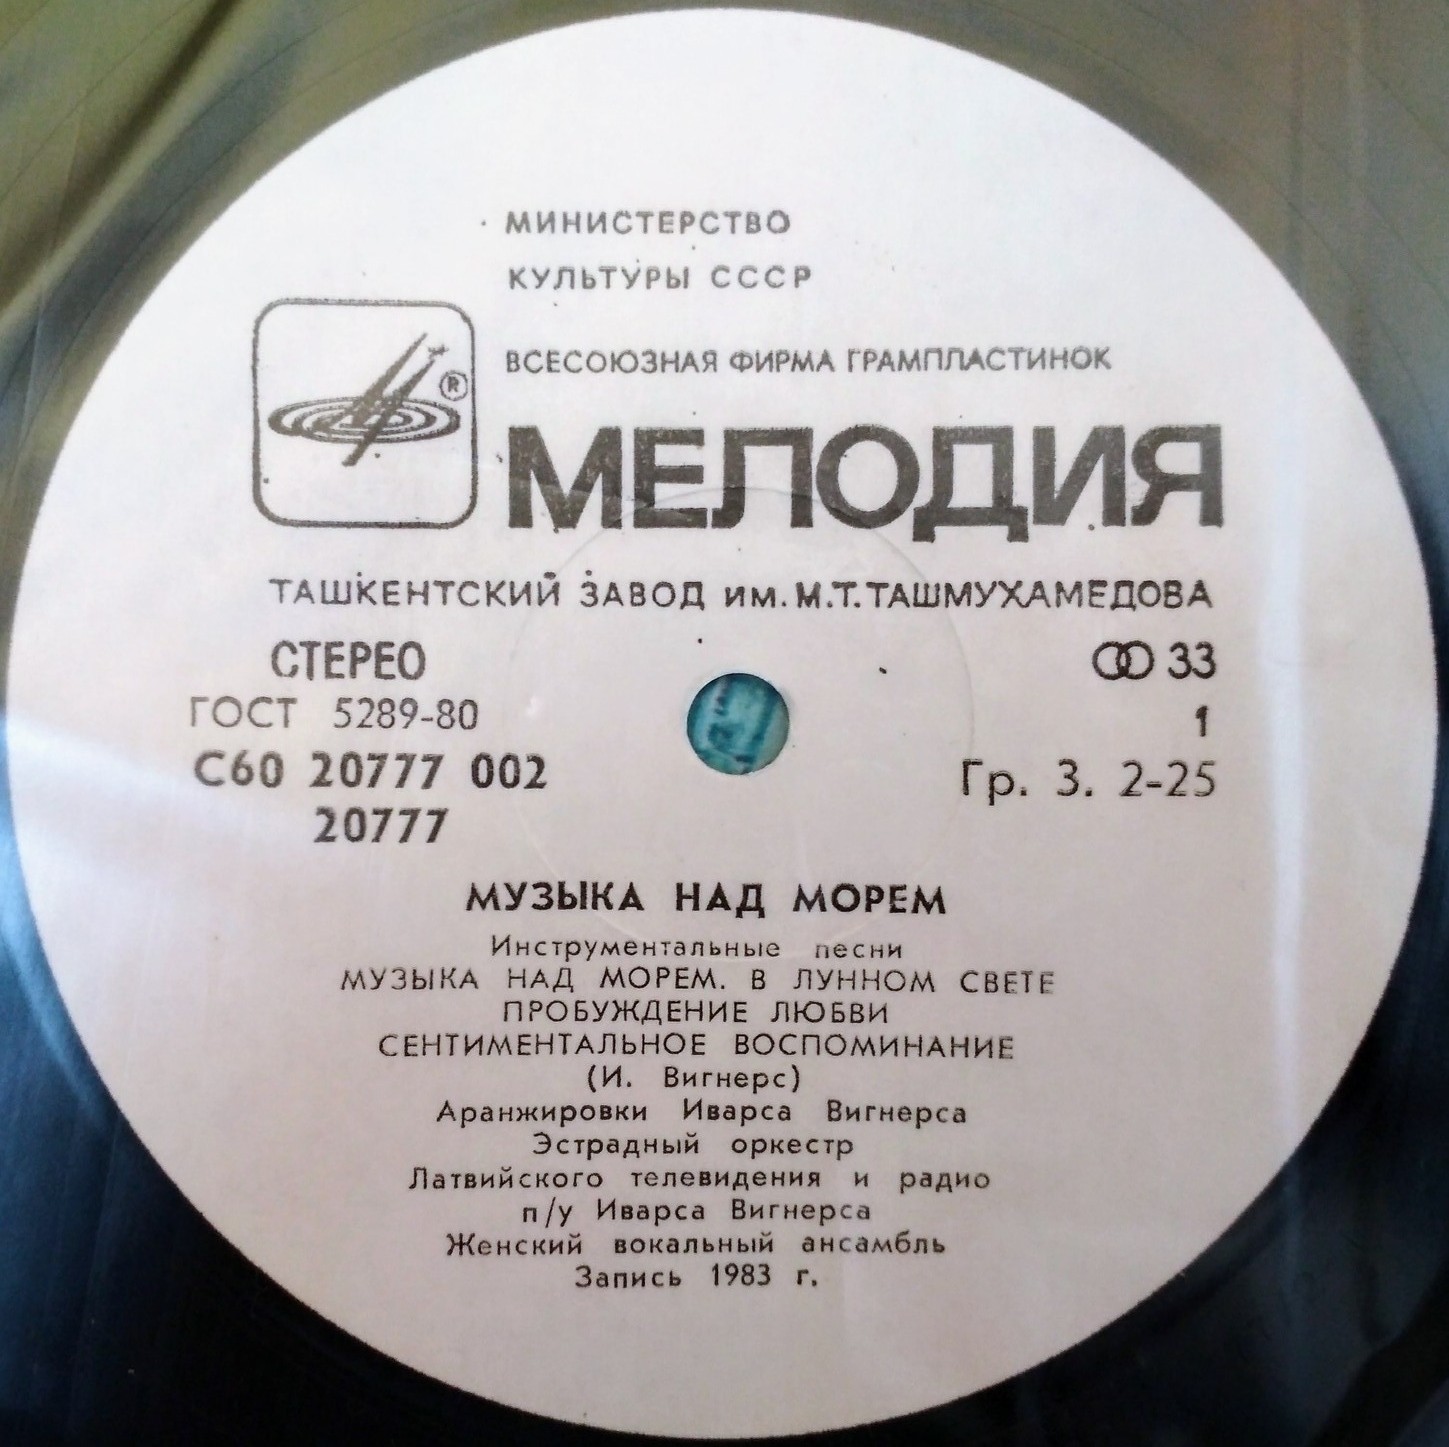 МИНИСТЕРСТВО
КУЛЬТУРЫ СССР
ВСЕСОЮЗНАЯ ФИРМА ГРАМПЛАСТИНОК
®
МЕЛОДИЯ
ТАШКЕНТСКИЙ ЗАВОД им. М.Т.ТАШМУХАМЕДОВА
СТЕРЕО 33
ГОСТ 5289-80 1
С60 20777 002 Гр. 3. 2-25
20777
МУЗЫКА НАД МОРЕМ
Инструментальные песни
МУЗЫКА НАД МОРЕМ. В ЛУННОМ СВЕТЕ
ПРОБУЖДЕНИЕ ЛЮБВИ
СЕНТИМЕНТАЛЬНОЕ ВОСПОМИНАНИЕ
(И. Вигнерс)
Аранжировки Иварса Вигнерса
Эстрадный оркестр
Латвийского телевидения и радио
п/у Иварса Вигнерса
Женский вокальный ансамбль
Запись 1983 г.